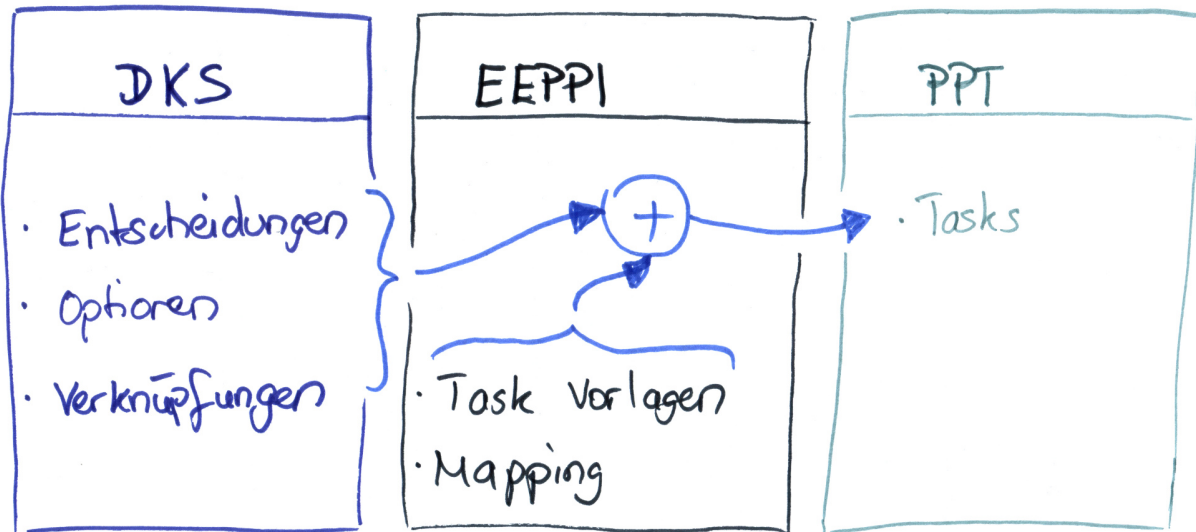 DKS
· Entscheidungen
· Optionen
· Verknüpfungen
EEPPI
+
· Task Vorlagen
· Mapping
PPT
· Tasks